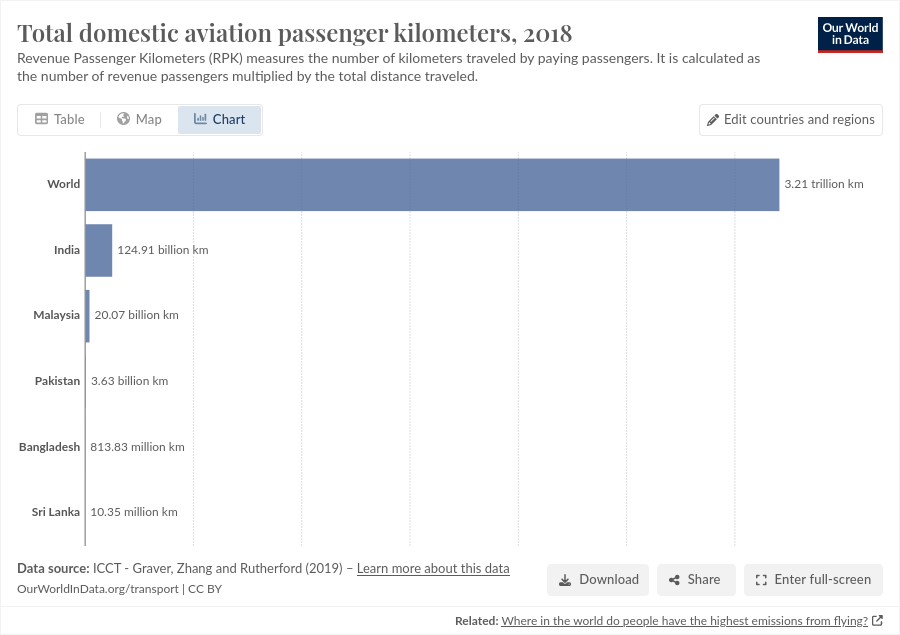 Total domestic aviation passenger kilometers, 2018
Our World
in Data
Revenue Passenger Kilometers (RPK) measures the number of kilometers traveled by paying passengers. It is calculated as
the number of revenue passengers multiplied by the total distance traveled.
Table
Map
Chart
Edit countries and regions
World
3.21 trillion km
India
124.91 billion km
Malaysia
20.07 billion km
Pakistan
3.63 billion km
Bangladesh
813.83 million km
Sri Lanka
10.35 million km
Data source: ICCT - Graver, Zhang and Rutherford (2019) – Learn more about this data
OurWorldInData.org/transport | CC BY
Download
Share
Enter full-screen
Related: Where in the world do people have the highest emissions from flying?